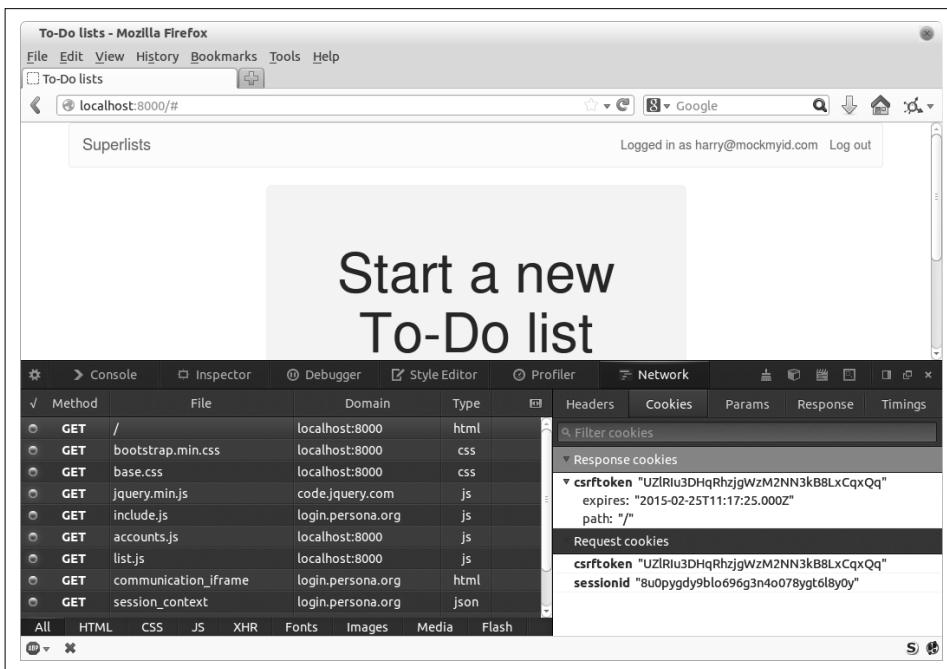 To-Do lists - Mozilla Firefox
File Edit View History Bookmarks Tools Help
To-Do lists
localhost:8000/#
Google
Superlists
Logged in as harry@mockmyid.com Log out
Start a new
To-Do list
Console Inspector Debugger Style Editor Profiler Network
√ Method File Domain Type
Headers Cookies Params Response Timings
GET / localhost:8000 html
GET bootstrap.min.css localhost:8000 css
GET base.css localhost:8000 css
GET jquery.min.js code.jquery.com js
GET include.js login.persona.org js
GET accounts.js localhost:8000 js
GET list.js localhost:8000 js
GET communication_iframe login.persona.org html
GET session_context login.persona.org json
All HTML CSS JS XHR Fonts Images Media Flash
Filter cookies
Response cookies
csrftoken "UZlRIu3DHqRhzjgWzM2NN3kB8LxCqxQq"
expires: "2015-02-25T11:17:25.000Z"
path: "/"
Request cookies
csrftoken "UZlRIu3DHqRhzjgWzM2NN3kB8LxCqxQq"
sessionid "8u0pygdy9blo696g3n4o078ygt6l8y0y"
ABP
S